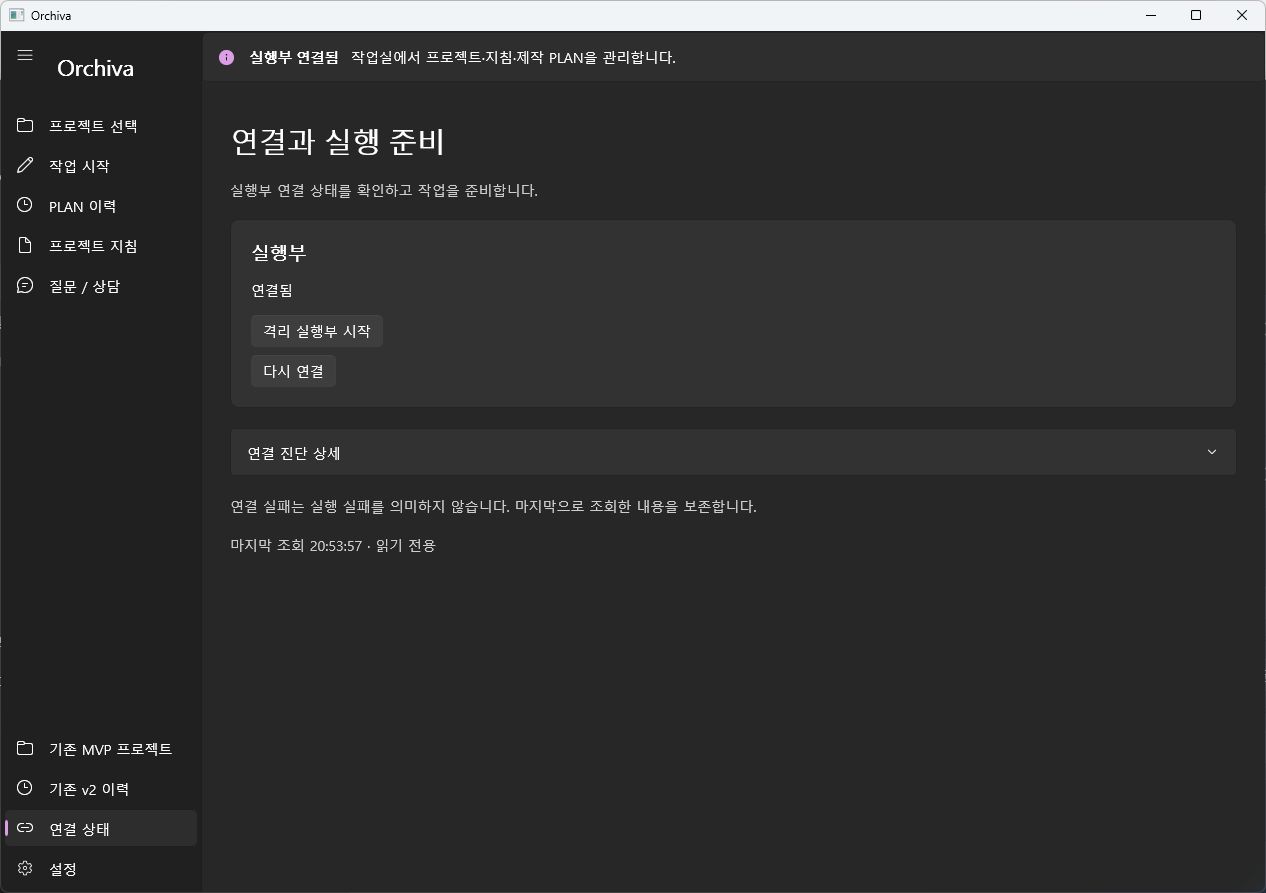 Orchiva
Orchiva
실행부 연결됨 작업실에서 프로젝트·지침·제작 PLAN을 관리합니다.
프로젝트 선택
작업 시작
PLAN 이력
프로젝트 지침
질문 / 상담
연결과 실행 준비
실행부 연결 상태를 확인하고 작업을 준비합니다.
실행부
연결됨
격리 실행부 시작
다시 연결
연결 진단 상세
연결 실패는 실행 실패를 의미하지 않습니다. 마지막으로 조회한 내용을 보존합니다.
마지막 조회 20:53:57 · 읽기 전용
기존 MVP 프로젝트
기존 v2 이력
연결 상태
설정